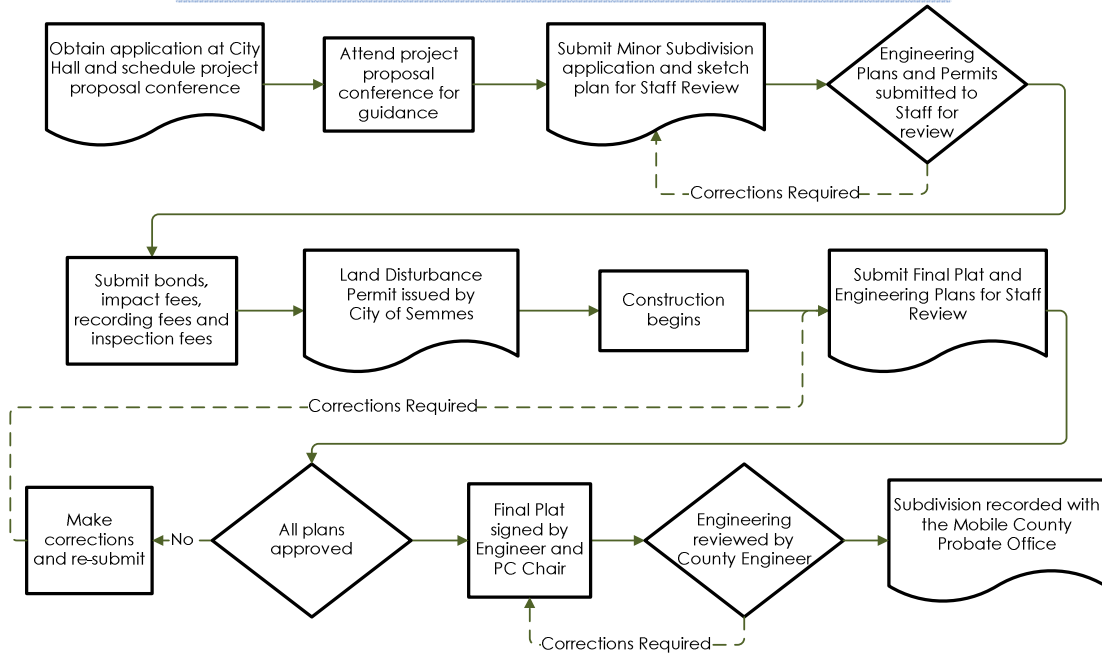 Obtain application at City
Hall and schedule project
proposal conference
Attend project
proposal
conference for
guidance
Submit Minor Subdivision
application and sketch
plan for Staff Review
Engineering
Plans and Permits
submitted to
Staff for
review
Corrections Required
Submit bonds,
impact fees,
recording fees and
inspection fees
Land Disturbance
Permit issued by
City of Semmes
Construction
begins
Submit Final Plat and
Engineering Plans for Staff
Review
Corrections Required
Make
corrections
and re-submit
No
All plans
approved
Final Plat
signed by
Engineer and
PC Chair
Engineering
reviewed by
County Engineer
Subdivision recorded with
the Mobile County
Probate Office
Corrections Required